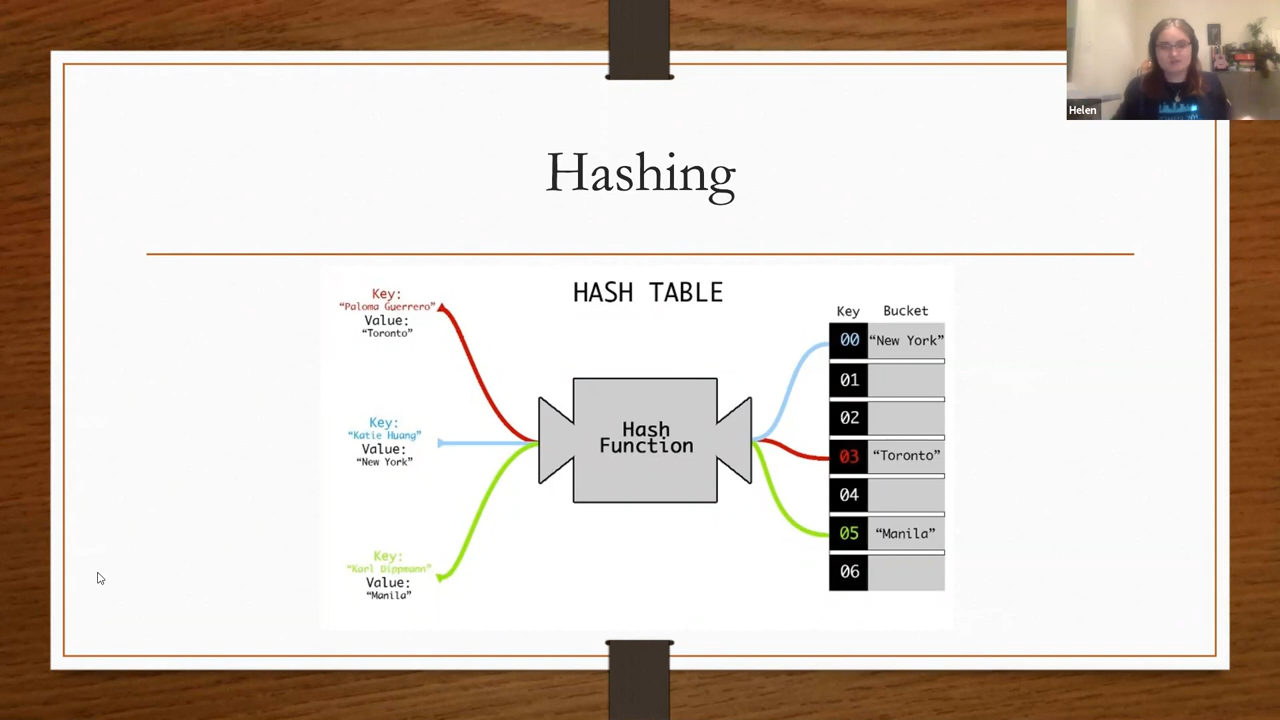 Helen
Hashing
HASH TABLE
Key:
“Paloma Guerrero”
Value:
“Toronto”
Key:
“Katie Huang”
Value:
“New York”
Key:
“Karl Dippmann”
Value:
“Manila”
Hash
Function
Key Bucket
00 “New York”
01
02
03 “Toronto”
04
05 “Manila”
06